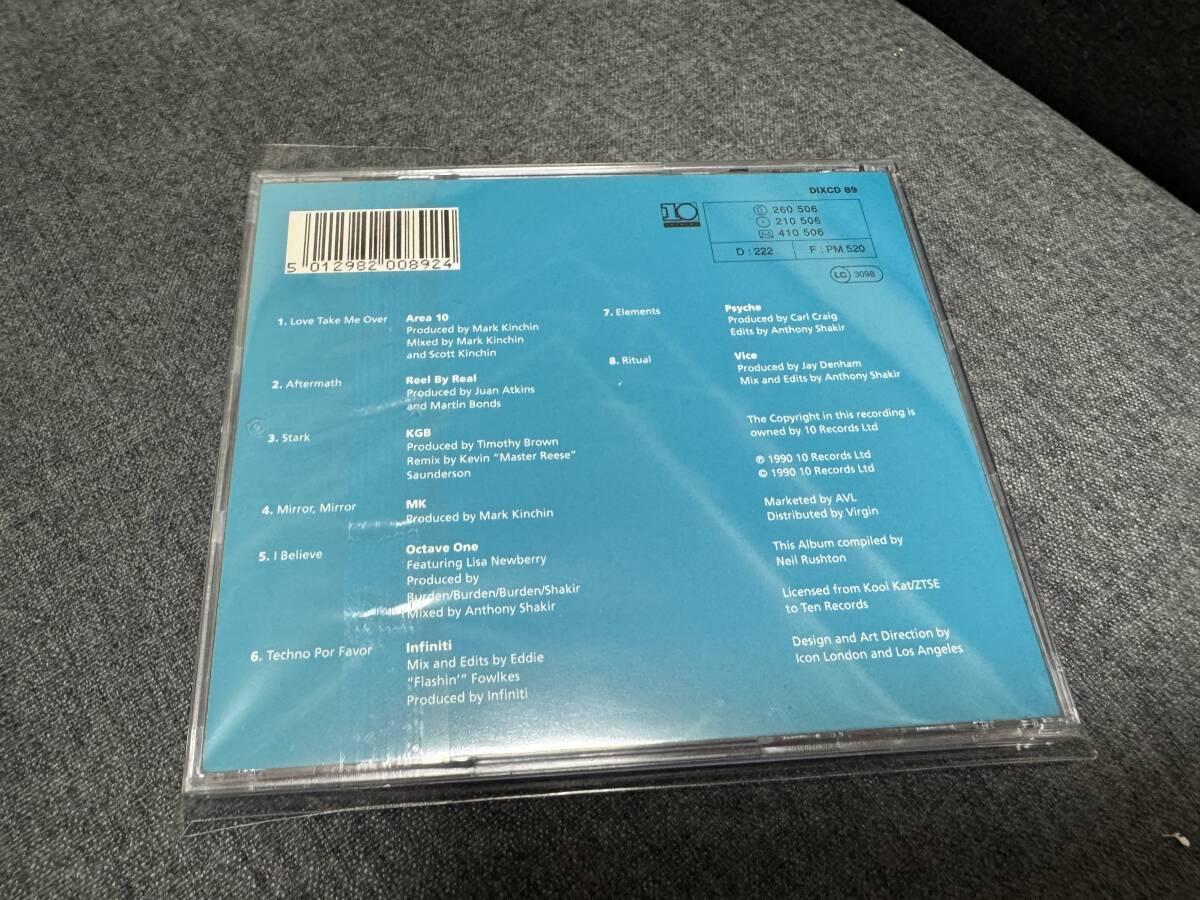 DIXCD 89
10
260 506
210 506
410 506
D : 222 F : PM 520
LC 3098
5 012982 008924
1. Love Take Me Over
Area 10
Produced by Mark Kinchin
Mixed by Mark Kinchin
and Scott Kinchin
2. Aftermath
Reel By Real
Produced by Juan Atkins
and Martin Bonds
3. Stark
KGB
Produced by Timothy Brown
Remix by Kevin “Master Reese”
Saunderson
4. Mirror, Mirror
MK
Produced by Mark Kinchin
5. I Believe
Octave One
Featuring Lisa Newberry
Produced by
Burden/Burden/Burden/Shakir
Mixed by Anthony Shakir
6. Techno Por Favor
Infiniti
Mix and Edits by Eddie
“Flashin’” Fowlkes
Produced by Infiniti
7. Elements
Psyche
Produced by Carl Craig
Edits by Anthony Shakir
8. Ritual
Vice
Produced by Jay Denham
Mix and Edits by Anthony Shakir
The Copyright in this recording is
owned by 10 Records Ltd
℗ 1990 10 Records Ltd
© 1990 10 Records Ltd
Marketed by AVL
Distributed by Virgin
This Album compiled by
Neil Rushton
Licensed from Kool Kat/ZTSE
to Ten Records
Design and Art Direction by
Icon London and Los Angeles